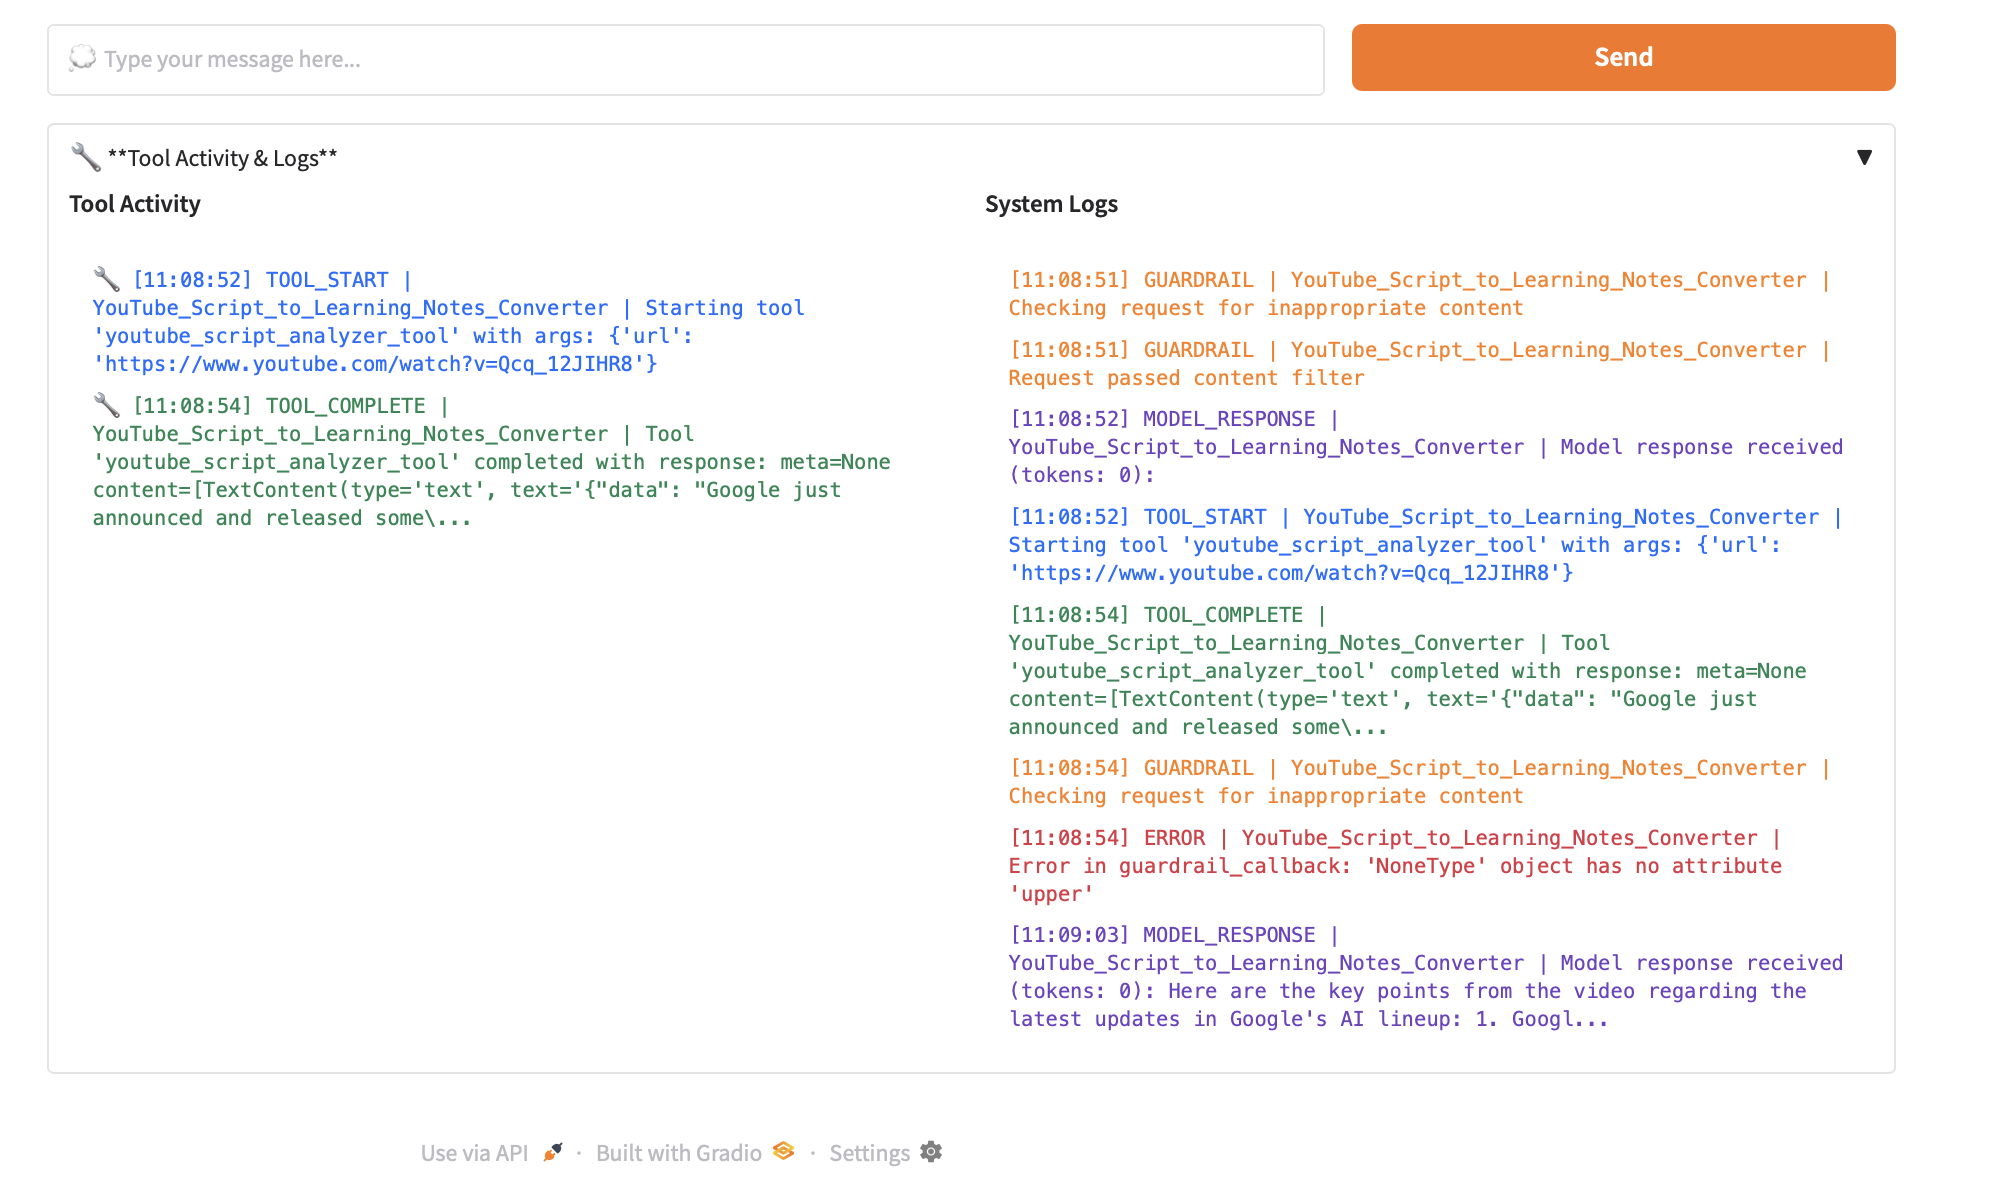 Type your message here...
Send
**Tool Activity & Logs**
Tool Activity
[11:08:52] TOOL_START |
YouTube_Script_to_Learning_Notes_Converter | Starting tool
'youtube_script_analyzer_tool' with args: {'url':
'https://www.youtube.com/watch?v=Qcq_12JIHR8'}
[11:08:54] TOOL_COMPLETE |
YouTube_Script_to_Learning_Notes_Converter | Tool
'youtube_script_analyzer_tool' completed with response: meta=None
content=[TextContent(type='text', text='{"data": "Google just
announced and released some\...
System Logs
[11:08:51] GUARDRAIL | YouTube_Script_to_Learning_Notes_Converter |
Checking request for inappropriate content
[11:08:51] GUARDRAIL | YouTube_Script_to_Learning_Notes_Converter |
Request passed content filter
[11:08:52] MODEL_RESPONSE |
YouTube_Script_to_Learning_Notes_Converter | Model response received
(tokens: 0):
[11:08:52] TOOL_START | YouTube_Script_to_Learning_Notes_Converter |
Starting tool 'youtube_script_analyzer_tool' with args: {'url':
'https://www.youtube.com/watch?v=Qcq_12JIHR8'}
[11:08:54] TOOL_COMPLETE |
YouTube_Script_to_Learning_Notes_Converter | Tool
'youtube_script_analyzer_tool' completed with response: meta=None
content=[TextContent(type='text', text='{"data": "Google just
announced and released some\...
[11:08:54] GUARDRAIL | YouTube_Script_to_Learning_Notes_Converter |
Checking request for inappropriate content
[11:08:54] ERROR | YouTube_Script_to_Learning_Notes_Converter |
Error in guardrail_callback: 'NoneType' object has no attribute
'upper'
[11:09:03] MODEL_RESPONSE |
YouTube_Script_to_Learning_Notes_Converter | Model response received
(tokens: 0): Here are the key points from the video regarding the
latest updates in Google's AI lineup: 1. Googl...
Use via API · Built with Gradio · Settings